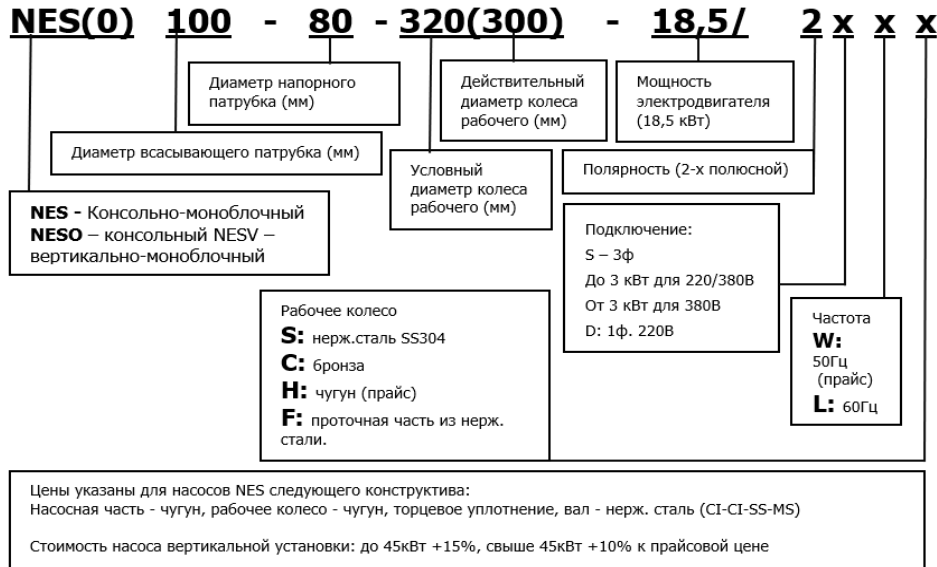 NES(0) 100 - 80 - 320(300) - 18,5/ 2 x x x
Диаметр напорного
патрубка (мм)
Действительный
диаметр колеса
рабочего (мм)
Мощность
электродвигателя
(18,5 кВт)
Диаметр всасывающего патрубка (мм)
Условный
диаметр колеса
рабочего (мм)
Полярность (2-х полюсной)
NES - Консольно-моноблочный
NESO – консольный NESV –
вертикально-моноблочный
Подключение:
S – 3ф
До 3 кВт для 220/380В
От 3 кВт для 380В
D: 1ф. 220В
Рабочее колесо
S: нерж.сталь SS304
C: бронза
H: чугун (прайс)
F: проточная часть из нерж.
стали.
Частота
W:
50Гц
(прайс)
L: 60Гц
Цены указаны для насосов NES следующего конструктива:
Насосная часть - чугун, рабочее колесо - чугун, торцевое уплотнение, вал - нерж. сталь (CI-CI-SS-MS)
Стоимость насоса вертикальной установки: до 45кВт +15%, свыше 45кВт +10% к прайсовой цене